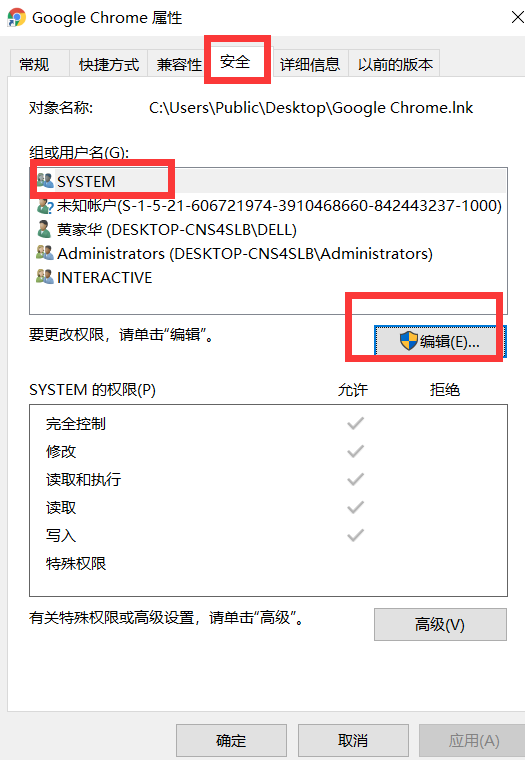 Google Chrome 属性
常规 快捷方式 兼容性 安全 详细信息 以前的版本
对象名称: C:\Users\Public\Desktop\Google Chrome.lnk
组或用户名(G):
SYSTEM
未知帐户(S-1-5-21-606721974-3910468660-842443237-1000)
黄家华 (DESKTOP-CNS4SLB\DELL)
Administrators (DESKTOP-CNS4SLB\Administrators)
INTERACTIVE
要更改权限，请单击“编辑”。
编辑(E)...
SYSTEM 的权限(P) 允许 拒绝
完全控制
修改
读取和执行
读取
写入
特殊权限
有关特殊权限或高级设置，请单击“高级”。
高级(V)
确定 取消 应用(A)